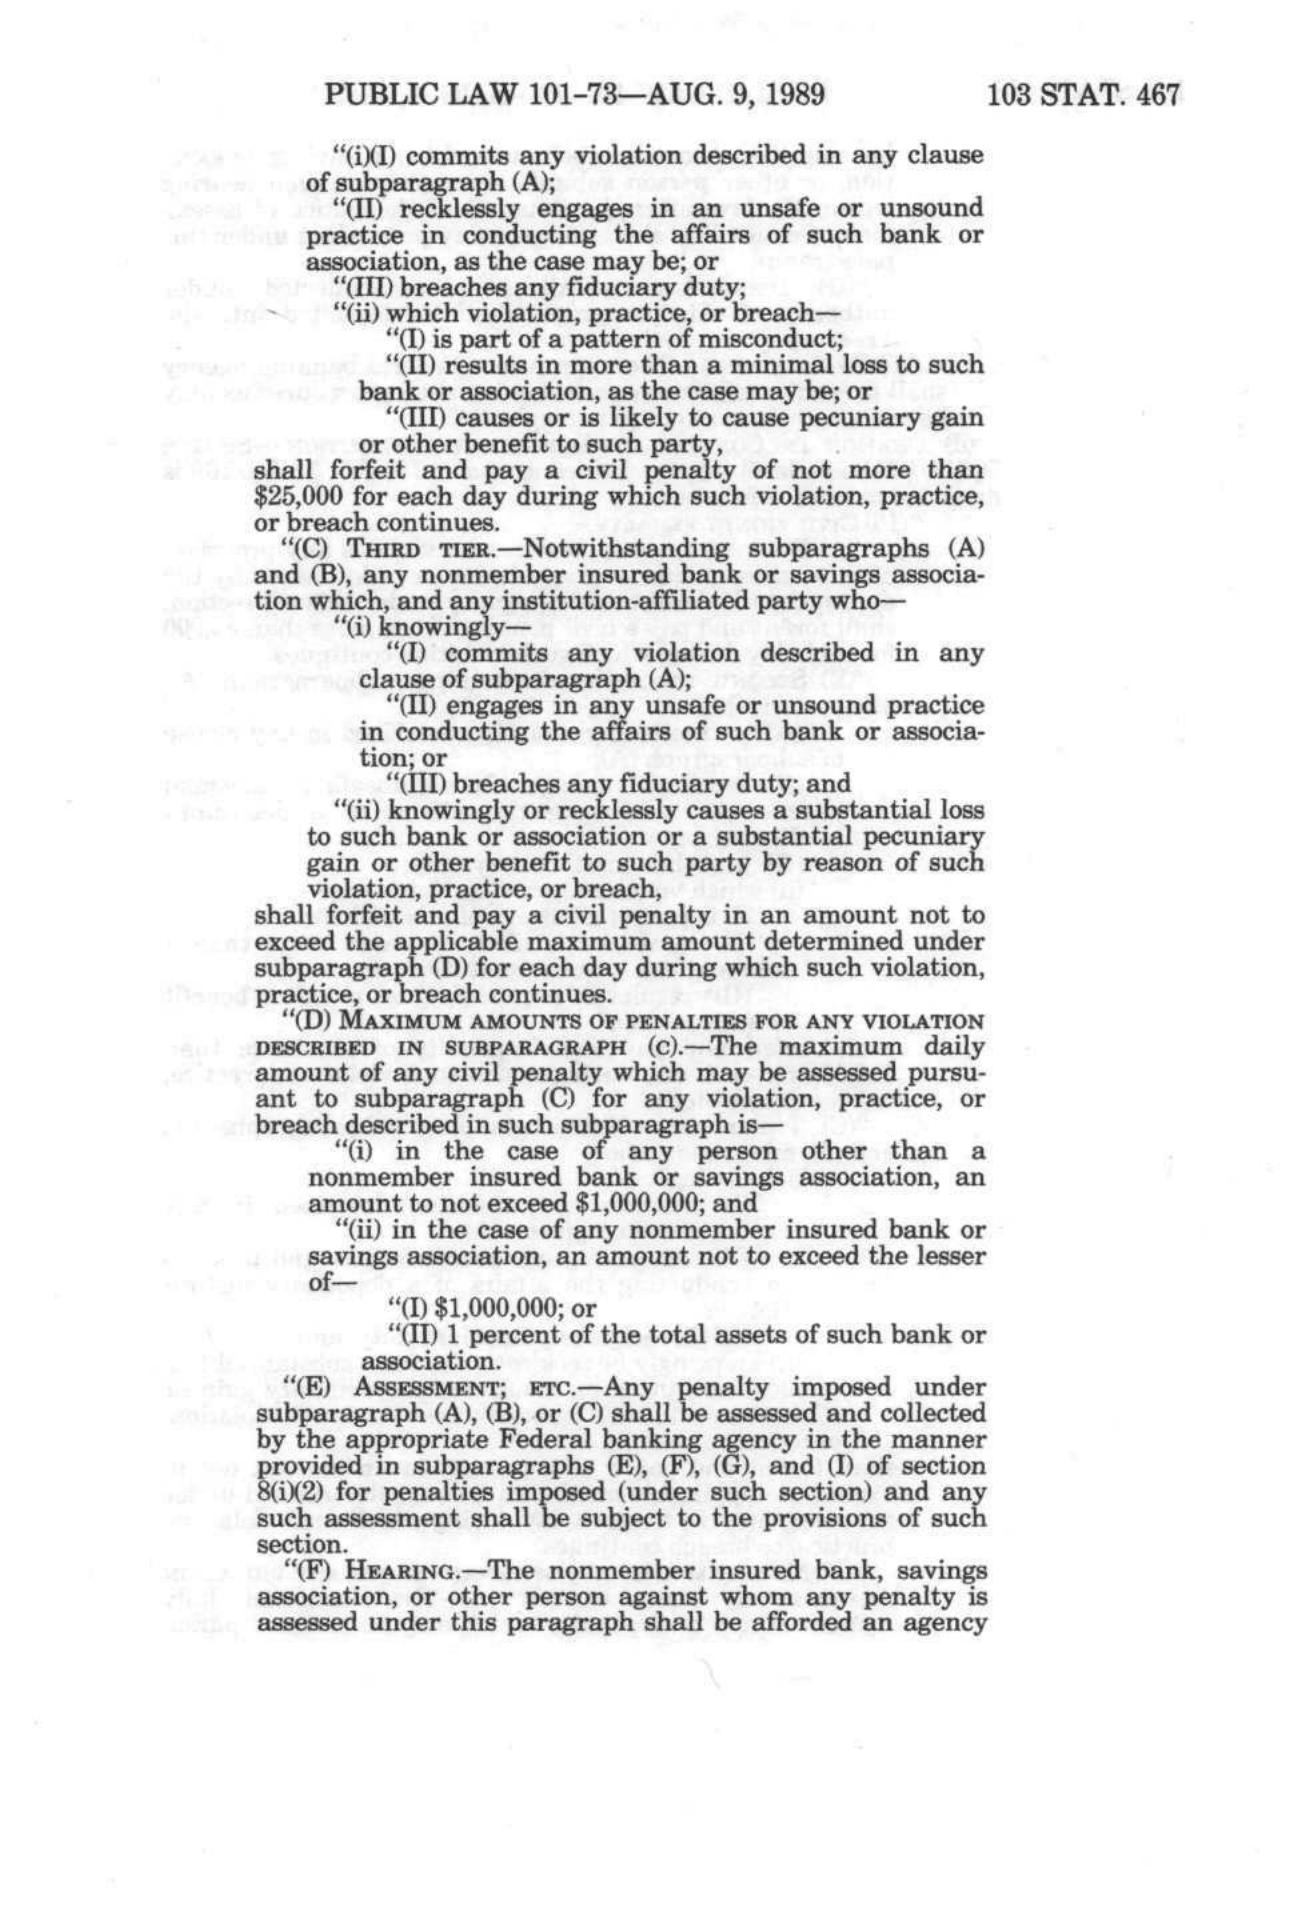 PUBLIC LAW 101-73—AUG. 9, 1989 103 STAT. 467
"(i)(I) commits any violation described in any clause
of subparagraph (A);
"(II) recklessly engages in an unsafe or unsound
practice in conducting the affairs of such bank or
association, as the case may be; or
"(III) breaches any fiduciary duty;
"(ii) which violation, practice, or breach—
"(I) is part of a pattern of misconduct;
"(II) results in more than a minimal loss to such
bank or association, as the case may be; or
"(III) causes or is likely to cause pecuniary gain
or other benefit to such party,
shall forfeit and pay a civil penalty of not more than
$25,000 for each day during which such violation, practice,
or breach continues.
"(C) THIRD TIER.—Notwithstanding subparagraphs (A)
and (B), any nonmember insured bank or savings associa-
tion which, and any institution-affiliated party who—
"(i) knowingly—
"(I) commits any violation described in any
clause of subparagraph (A);
"(II) engages in any unsafe or unsound practice
in conducting the affairs of such bank or associa-
tion; or
"(III) breaches any fiduciary duty; and
"(ii) knowingly or recklessly causes a substantial loss
to such bank or association or a substantial pecuniary
gain or other benefit to such party by reason of such
violation, practice, or breach,
shall forfeit and pay a civil penalty in an amount not to
exceed the applicable maximum amount determined under
subparagraph (D) for each day during which such violation,
practice, or breach continues.
"(D) MAXIMUM AMOUNTS OF PENALTIES FOR ANY VIOLATION
DESCRIBED IN SUBPARAGRAPH (C).—The maximum daily
amount of any civil penalty which may be assessed pursu-
ant to subparagraph (C) for any violation, practice, or
breach described in such subparagraph is—
"(i) in the case of any person other than a
nonmember insured bank or savings association, an
amount to not exceed $1,000,000; and
"(ii) in the case of any nonmember insured bank or
savings association, an amount not to exceed the lesser
of—
"(I) $1,000,000; or
"(II) 1 percent of the total assets of such bank or
association.
"(E) ASSESSMENT; ETC.—Any penalty imposed under
subparagraph (A), (B), or (C) shall be assessed and collected
by the appropriate Federal banking agency in the manner
provided in subparagraphs (E), (F), (G), and (I) of section
8(i)(2) for penalties imposed (under such section) and any
such assessment shall be subject to the provisions of such
section.
"(F) HEARING.—The nonmember insured bank, savings
association, or other person against whom any penalty is
assessed under this paragraph shall be afforded an agency